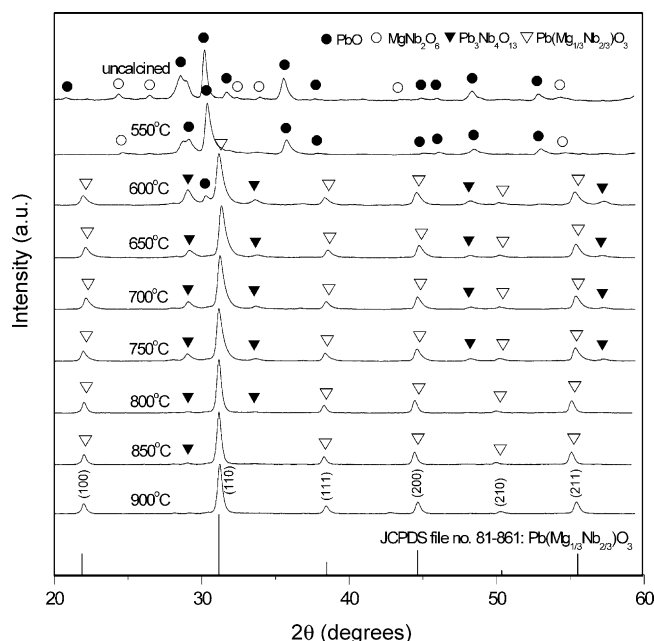 ● PbO ○ MgNb₂O₆ ▼ Pb₃Nb₄O₁₃ ▽ Pb(Mg₁/₃Nb₂/₃)O₃
uncalcined
550°C
600°C
650°C
700°C
750°C
800°C
850°C
(100) (110) (111) (200) (210) (211)
900°C
JCPDS file no. 81-861: Pb(Mg₁/₃Nb₂/₃)O₃
20 30 40 50 60
2θ (degrees)
Intensity (a.u.)